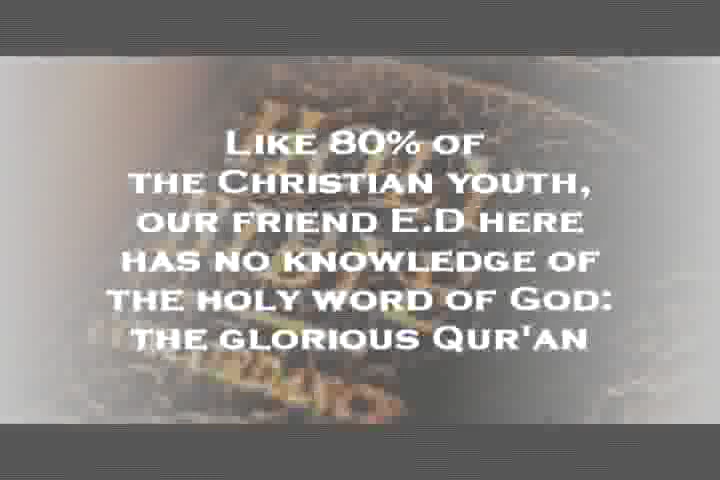 Like 80% of
the Christian youth,
our friend E.D here
has no knowledge of
the holy word of God:
the glorious Qur'an